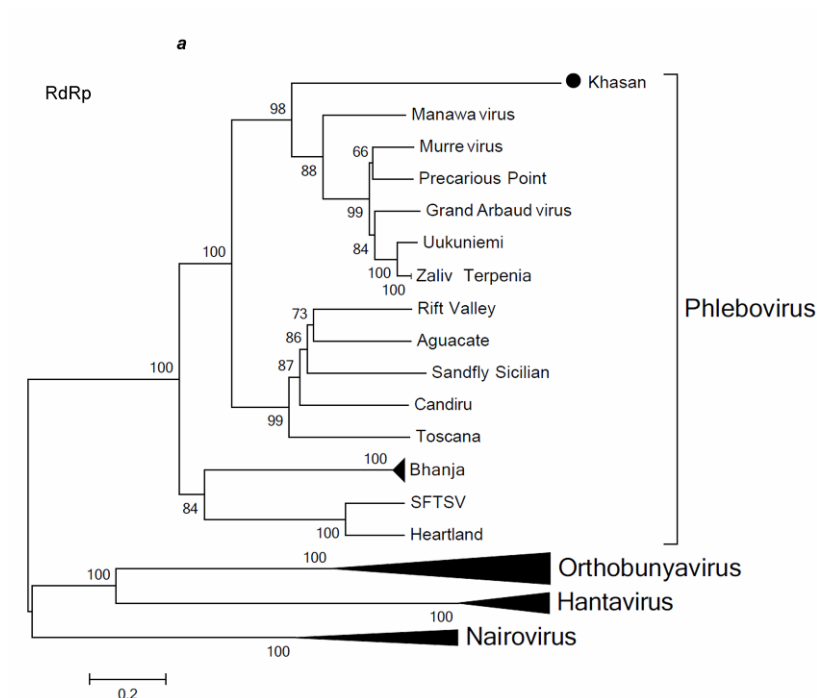 a
RdRp
Khasan
98
Manawa virus
Murre virus
66
88
Precarious Point
Grand Arbaud virus
99
84
Uukuniemi
100
100
Zaliv Terpenia
100
Rift Valley
73
Phlebovirus
86
Aguacate
87
Sandfly Sicilian
100
Candiru
99
Toscana
100
Bhanja
84
SFTSV
100
Heartland
100
Orthobunyavirus
100
Hantavirus
100
Nairovirus
100
0.2